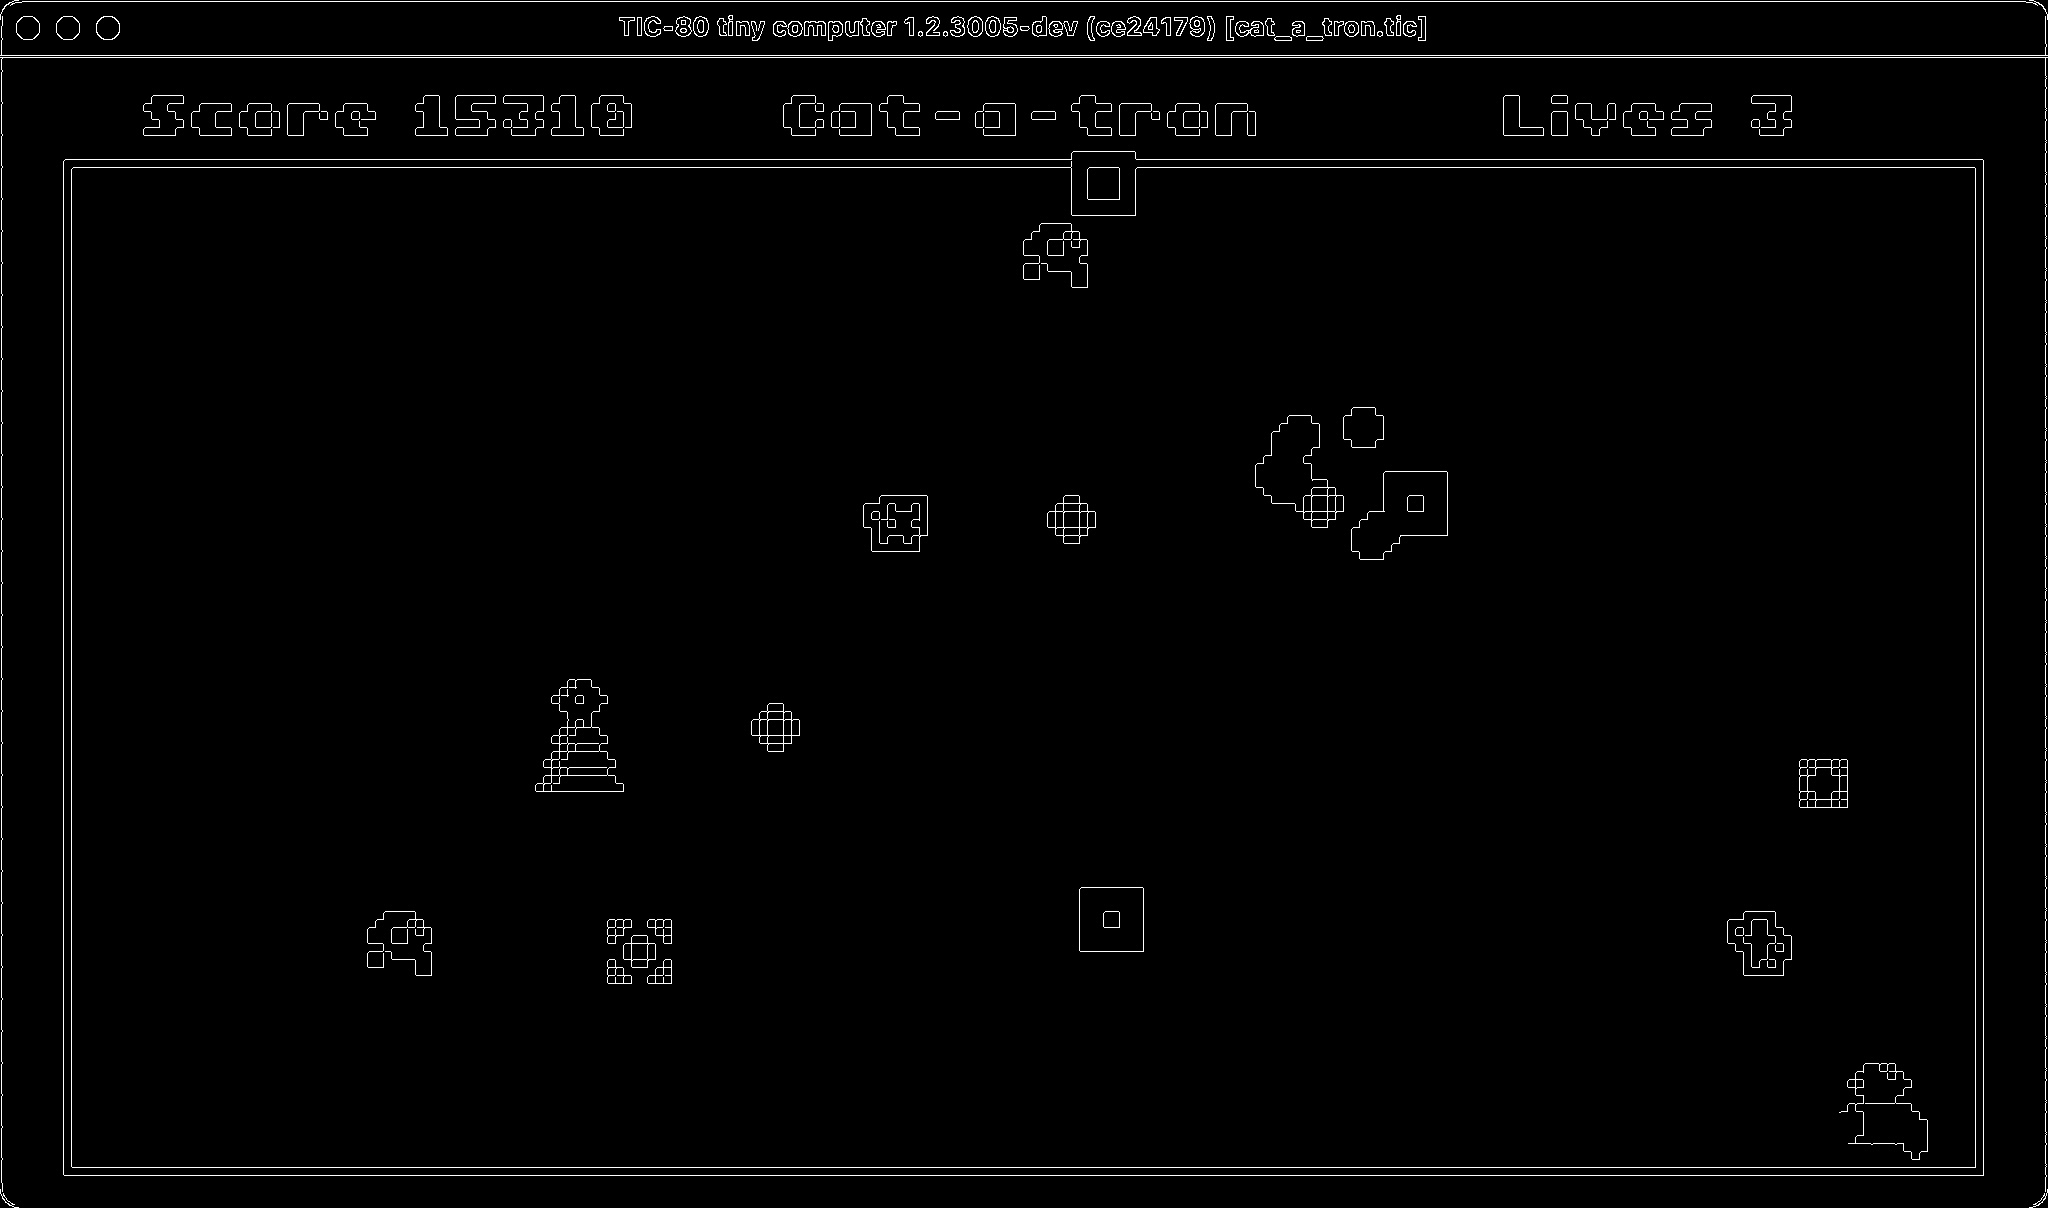 TIC-80 tiny computer 1.2.3005-dev (ce24179) [cat_a_tron.tic]
Score 15310 Cat-a-tron Lives 3